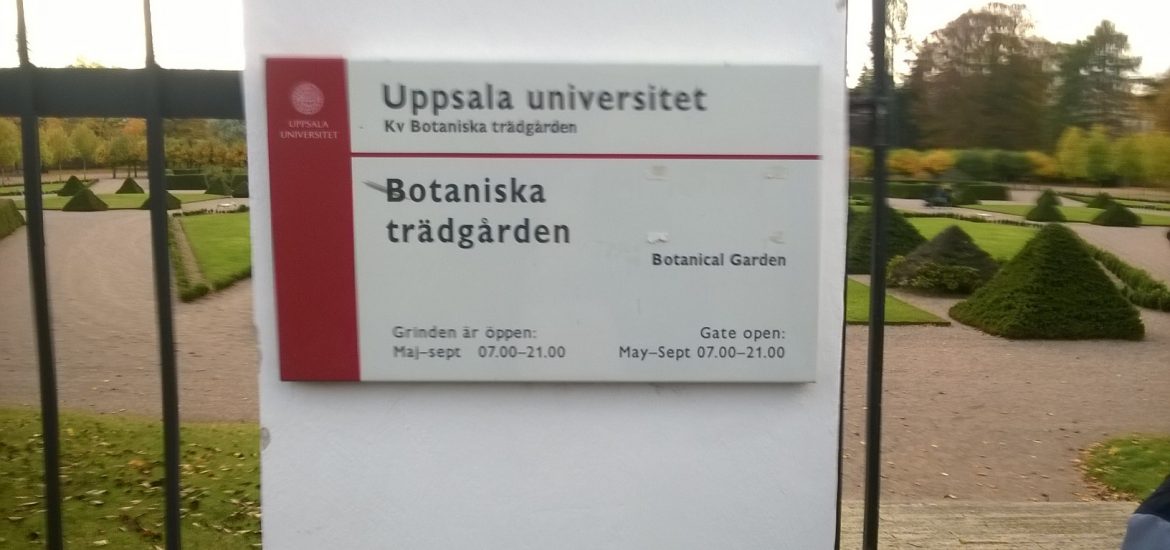 UPPSALA
UNIVERSITET
Uppsala universitet
Kv Botaniska trädgården
Botaniska
trädgården
Botanical Garden
Grinden är öppen:
Maj–sept 07.00–21.00
Gate open:
May–Sept 07.00–21.00